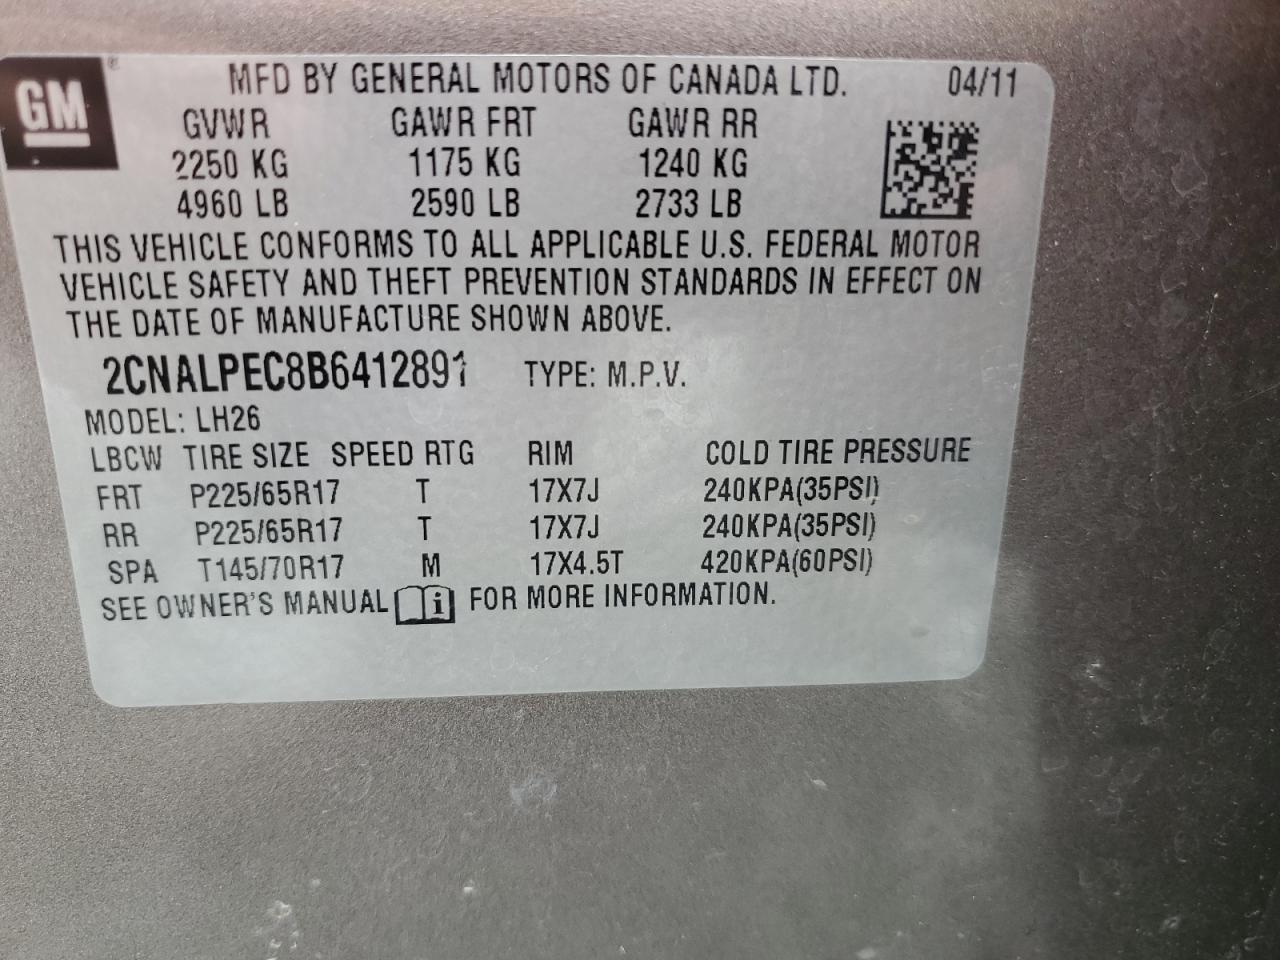 GM
®
MFD BY GENERAL MOTORS OF CANADA LTD. 04/11
GVWR GAWR FRT GAWR RR
2250 KG 1175 KG 1240 KG
4960 LB 2590 LB 2733 LB
THIS VEHICLE CONFORMS TO ALL APPLICABLE U.S. FEDERAL MOTOR
VEHICLE SAFETY AND THEFT PREVENTION STANDARDS IN EFFECT ON
THE DATE OF MANUFACTURE SHOWN ABOVE.
2CNALPEC8B6412891 TYPE: M.P.V.
MODEL: LH26
LBCW TIRE SIZE SPEED RTG RIM COLD TIRE PRESSURE
FRT P225/65R17 T 17X7J 240KPA(35PSI)
RR P225/65R17 T 17X7J 240KPA(35PSI)
SPA T145/70R17 M 17X4.5T 420KPA(60PSI)
SEE OWNER'S MANUAL i FOR MORE INFORMATION.